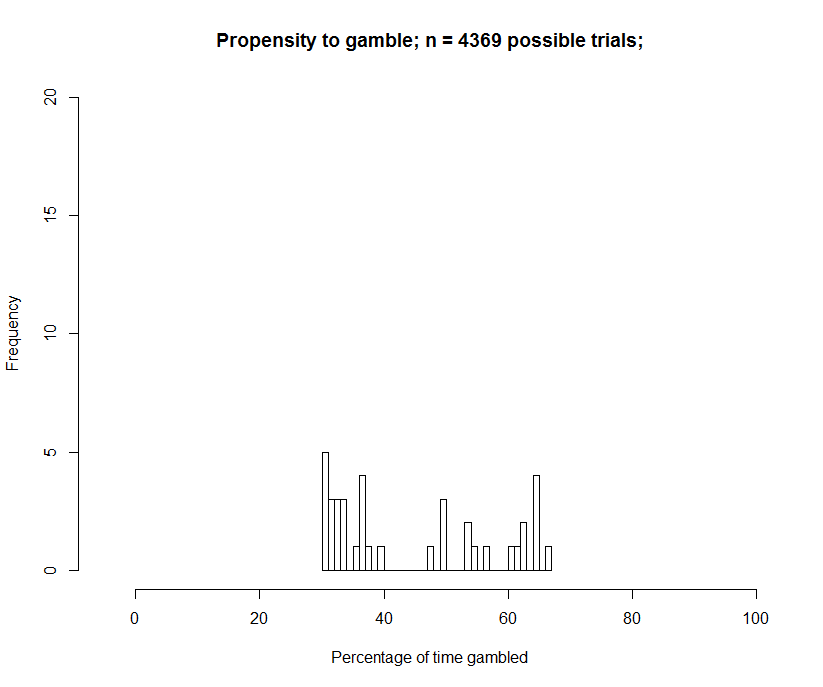 Propensity to gamble; n = 4369 possible trials;
20
15
10
5
0
Frequency
0 20 40 60 80 100
Percentage of time gambled